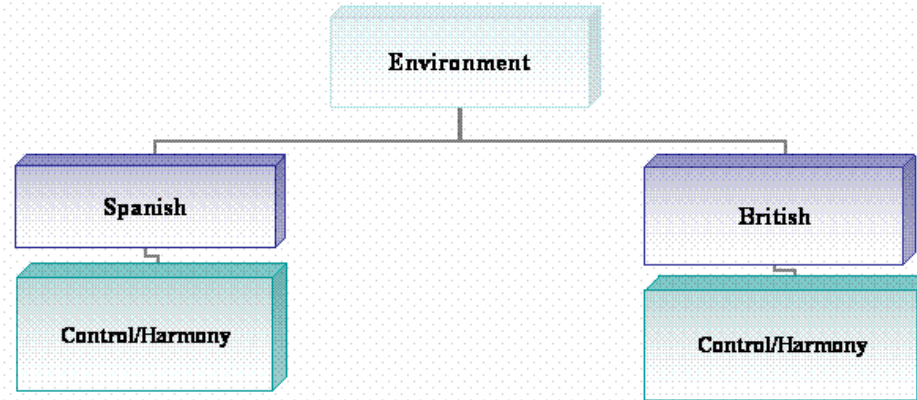 Environment
Spanish
British
Control/Harmony
Control/Harmony